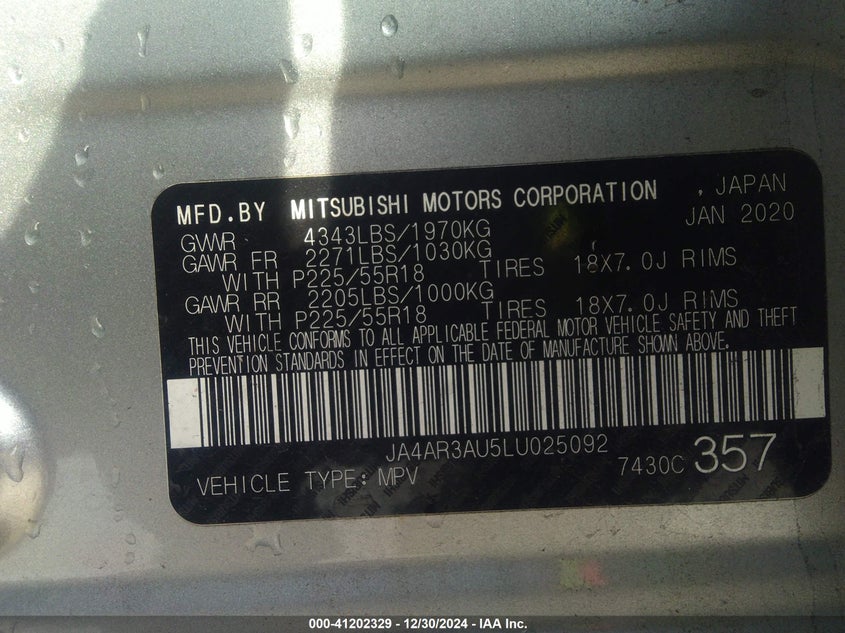 MFD.BY MITSUBISHI MOTORS CORPORATION , JAPAN
JAN 2020
GVWR 4343LBS/1970KG
GAWR FR 2271LBS/1030KG
WITH P225/55R18 TIRES 18X7.0J RIMS
GAWR RR 2205LBS/1000KG
WITH P225/55R18 TIRES 18X7.0J RIMS
THIS VEHICLE CONFORMS TO ALL APPLICABLE FEDERAL MOTOR VEHICLE SAFETY AND THEFT
PREVENTION STANDARDS IN EFFECT ON THE DATE OF MANUFACTURE SHOWN ABOVE.
JA4AR3AU5LU025092
7430C 357
VEHICLE TYPE: MPV
000-41202329 - 12/30/2024 - IAA Inc.